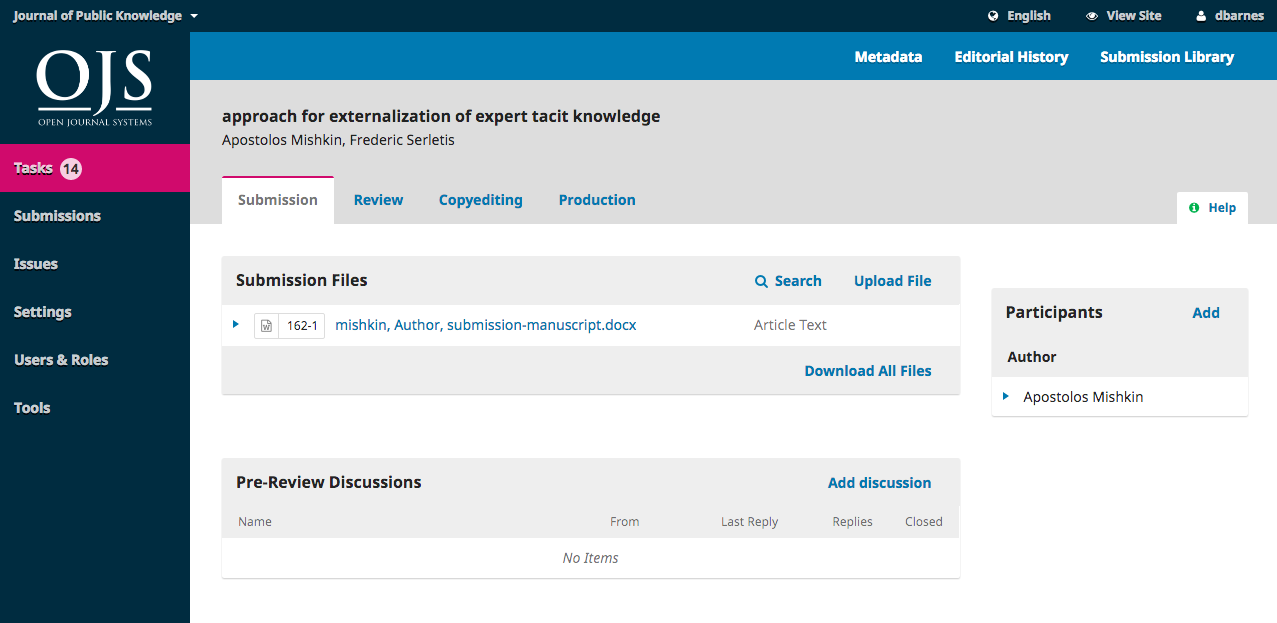 Journal of Public Knowledge
English View Site dbarnes
OJS
OPEN JOURNAL SYSTEMS
Metadata Editorial History Submission Library
approach for externalization of expert tacit knowledge
Apostolos Mishkin, Frederic Serletis
Tasks 14
Submissions
Issues
Settings
Users & Roles
Tools
Submission Review Copyediting Production
Help
Submission Files Search Upload File
162-1 mishkin, Author, submission-manuscript.docx Article Text
Download All Files
Participants Add
Author
Apostolos Mishkin
Pre-Review Discussions Add discussion
Name From Last Reply Replies Closed
No Items